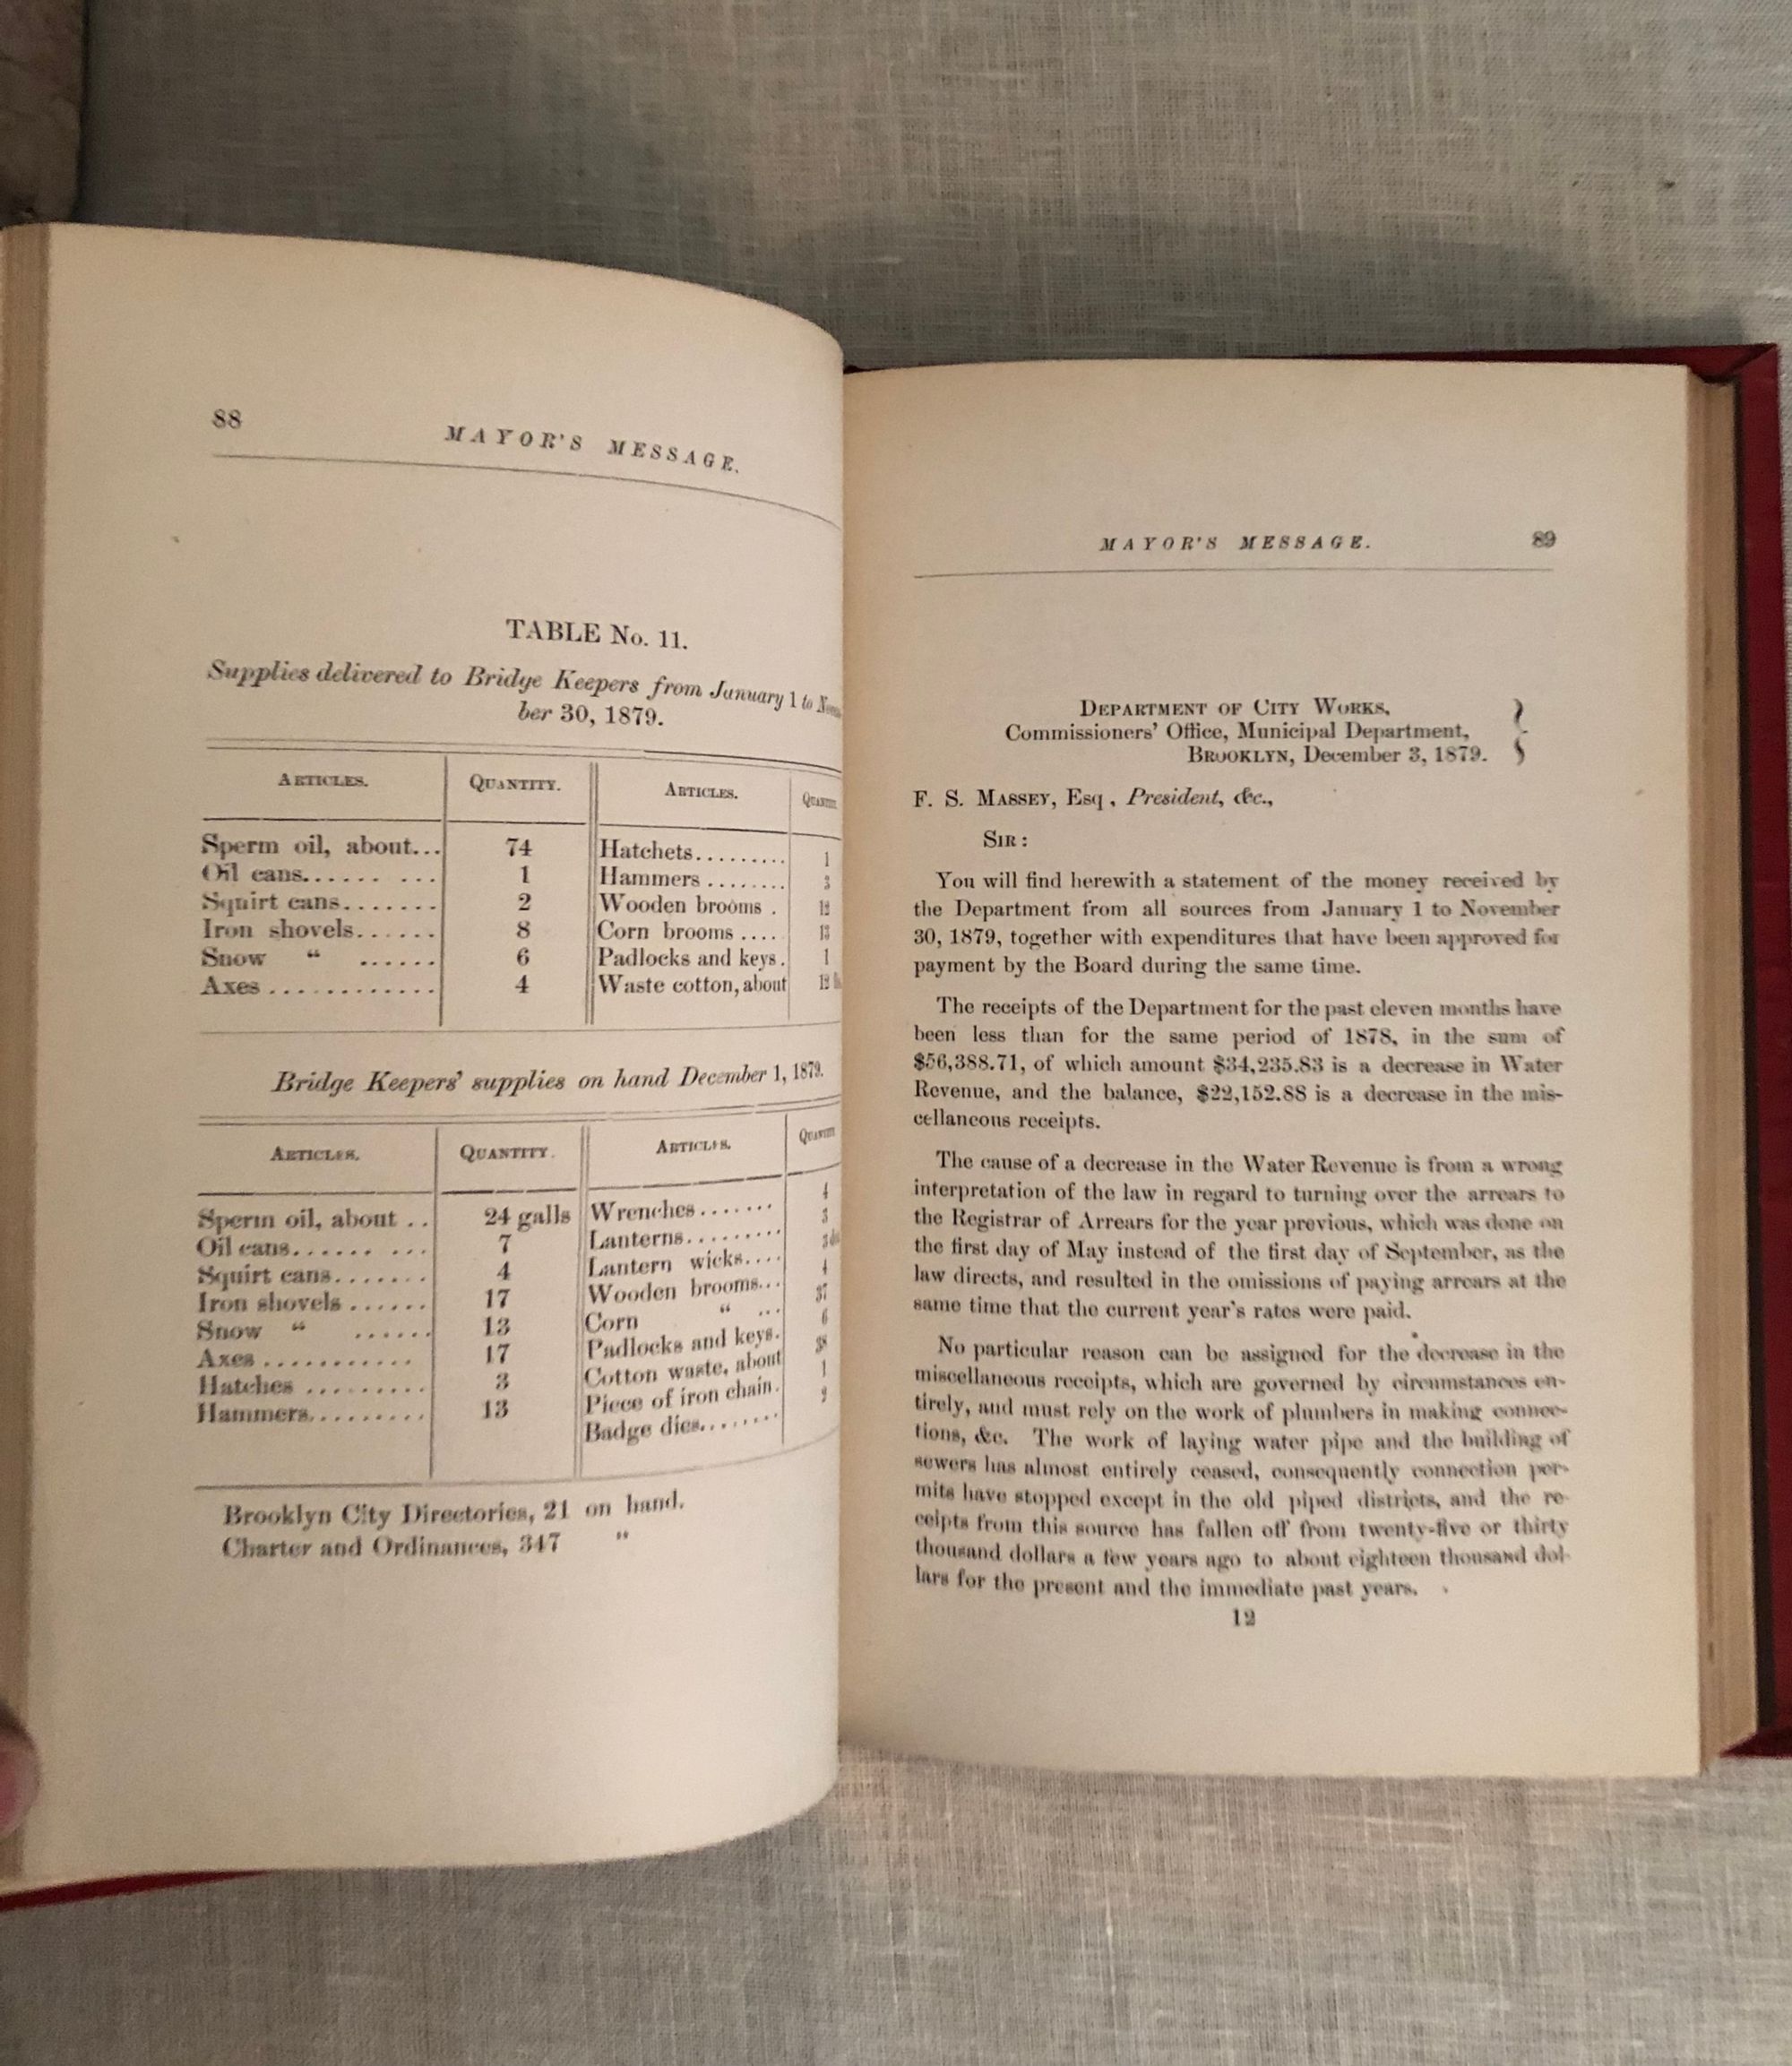 88
MAYOR'S MESSAGE.
TABLE No. 11.
Supplies delivered to Bridge Keepers from January 1 to
ber 30, 1879.
ARTICLES. QUANTITY. ARTICLES.
Sperm oil, about... 74 Hatchets......... 1
Oil cans...... ... 1 Hammers ........ 3
Squirt cans....... 2 Wooden brooms . 12
Iron shovels...... 8 Corn brooms .... 13
Snow “ ...... 6 Padlocks and keys. 1
Axes ............ 4 Waste cotton, about 12
Bridge Keepers' supplies on hand December 1, 1879.
ARTICLES. QUANTITY. ARTICLES.
Sperm oil, about .. 24 galls Wrenches ....... 4
Oil cans...... ... 7 Lanterns......... 3
Squirt cans....... 4 Lantern wicks.... 3
Iron shovels ...... 17 Wooden brooms... 4
Snow “ ...... 13 Corn “ ... 37
Axes ........... 17 Padlocks and keys. 6
Hatches ......... 3 Cotton waste, about
Hammers......... 13 Piece of iron chain. 1
Badge dies........ 9
Brooklyn City Directories, 21 on hand.
Charter and Ordinances, 347 "
MAYOR'S MESSAGE. 89
DEPARTMENT OF CITY WORKS,
Commissioners' Office, Municipal Department,
BROOKLYN, December 3, 1879. }
F. S. MASSEY, Esq , President, &c.,
SIR :
You will find herewith a statement of the money received by
the Department from all sources from January 1 to November
30, 1879, together with expenditures that have been approved for
payment by the Board during the same time.
The receipts of the Department for the past eleven months have
been less than for the same period of 1878, in the sum of
$56,388.71, of which amount $34,235.83 is a decrease in Water
Revenue, and the balance, $22,152.88 is a decrease in the mis-
cellaneous receipts.
The cause of a decrease in the Water Revenue is from a wrong
interpretation of the law in regard to turning over the arrears to
the Registrar of Arrears for the year previous, which was done on
the first day of May instead of the first day of September, as the
law directs, and resulted in the omissions of paying arrears at the
same time that the current year's rates were paid.
No particular reason can be assigned for the decrease in the
miscellaneous receipts, which are governed by circumstances en-
tirely, and must rely on the work of plumbers in making connec-
tions, &c. The work of laying water pipe and the building of
sewers has almost entirely ceased, consequently connection per-
mits have stopped except in the old piped districts, and the re-
ceipts from this source has fallen off from twenty-five or thirty
thousand dollars a few years ago to about eighteen thousand dol-
lars for the present and the immediate past years.
12